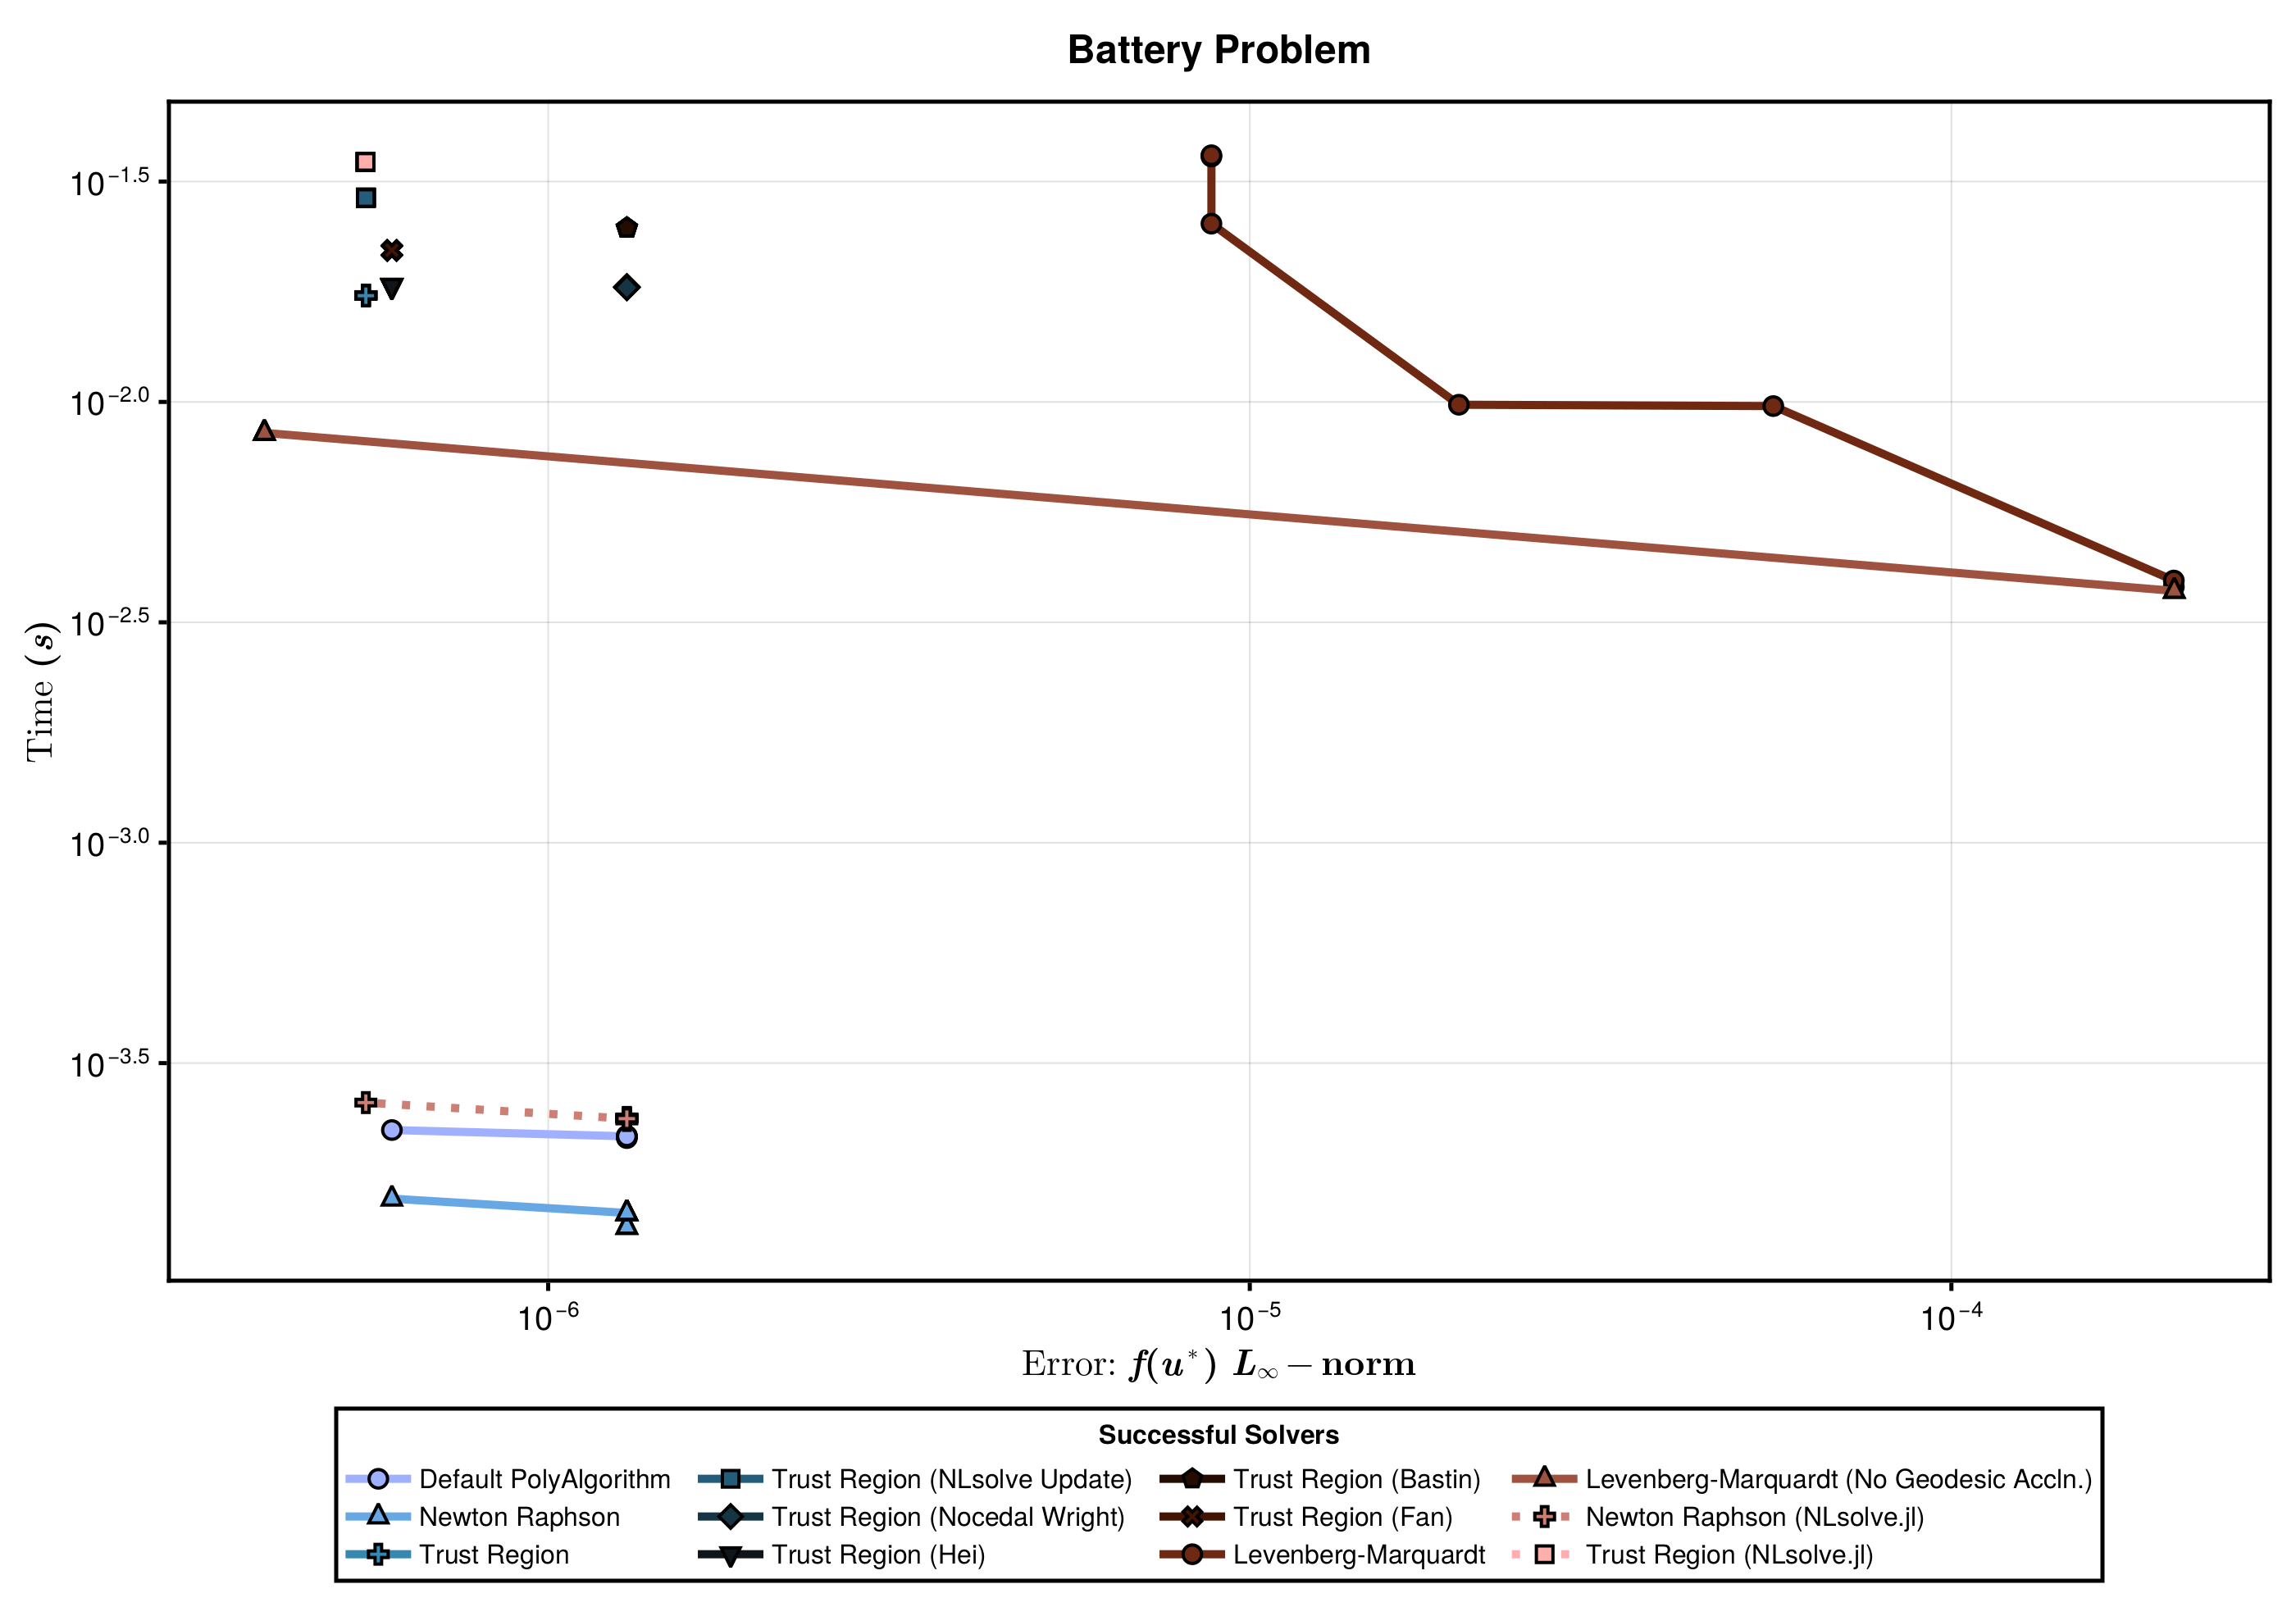 Battery Problem
10^−1.5
10^−2.0
10^−2.5
10^−3.0
10^−3.5
Time (s)
10^−6 10^−5 10^−4
Error: f(u*) L∞ − norm
Successful Solvers
Default PolyAlgorithm Trust Region (NLsolve Update) Trust Region (Bastin) Levenberg-Marquardt (No Geodesic Accln.)
Newton Raphson Trust Region (Nocedal Wright) Trust Region (Fan) Newton Raphson (NLsolve.jl)
Trust Region Trust Region (Hei) Levenberg-Marquardt Trust Region (NLsolve.jl)